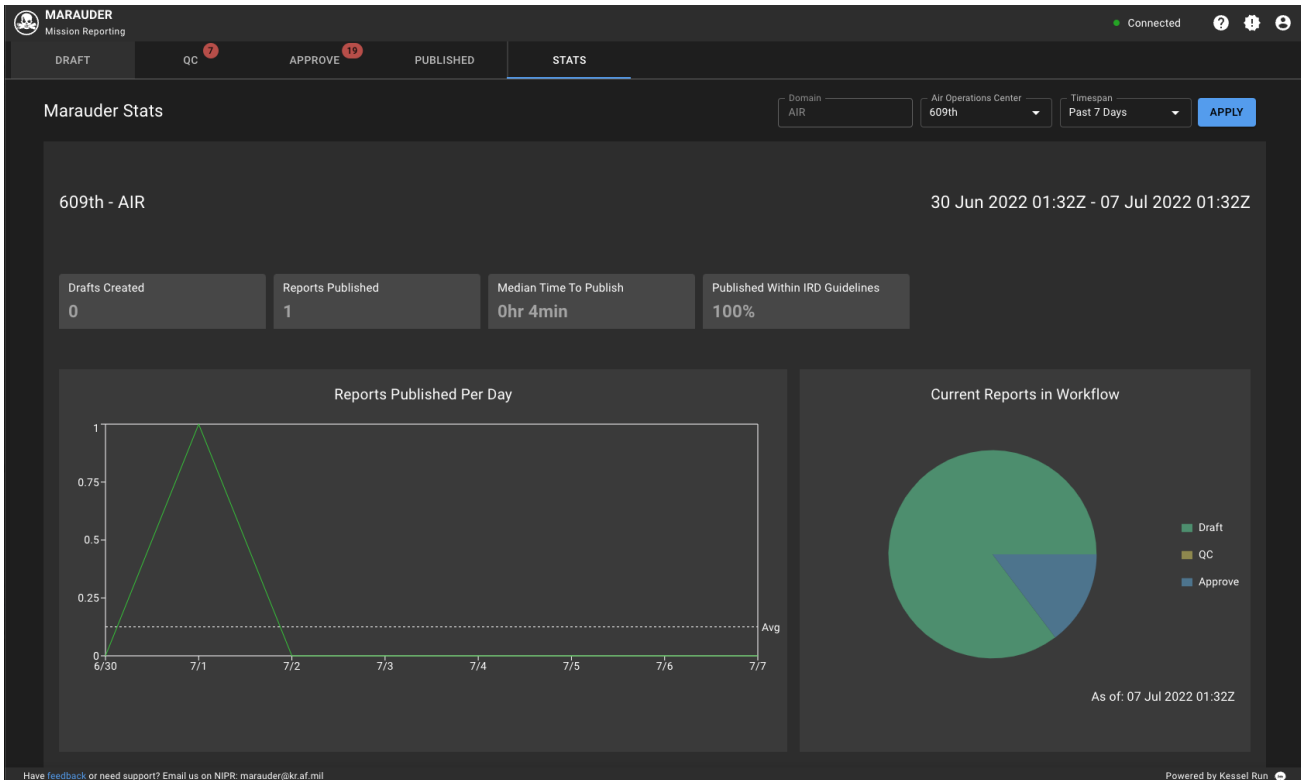 MARAUDER
Mission Reporting
Connected
DRAFT
QC 7
APPROVE 19
PUBLISHED
STATS
Marauder Stats
Domain
AIR
Air Operations Center
609th
Timespan
Past 7 Days
APPLY
609th - AIR
30 Jun 2022 01:32Z - 07 Jul 2022 01:32Z
Drafts Created
0
Reports Published
1
Median Time To Publish
0hr 4min
Published Within IRD Guidelines
100%
Reports Published Per Day
1
0.75
0.5
0.25
0
Avg
6/30 7/1 7/2 7/3 7/4 7/5 7/6 7/7
Current Reports in Workflow
Draft
QC
Approve
As of: 07 Jul 2022 01:32Z
Have feedback or need support? Email us on NIPR: marauder@kr.af.mil
Powered by Kessel Run